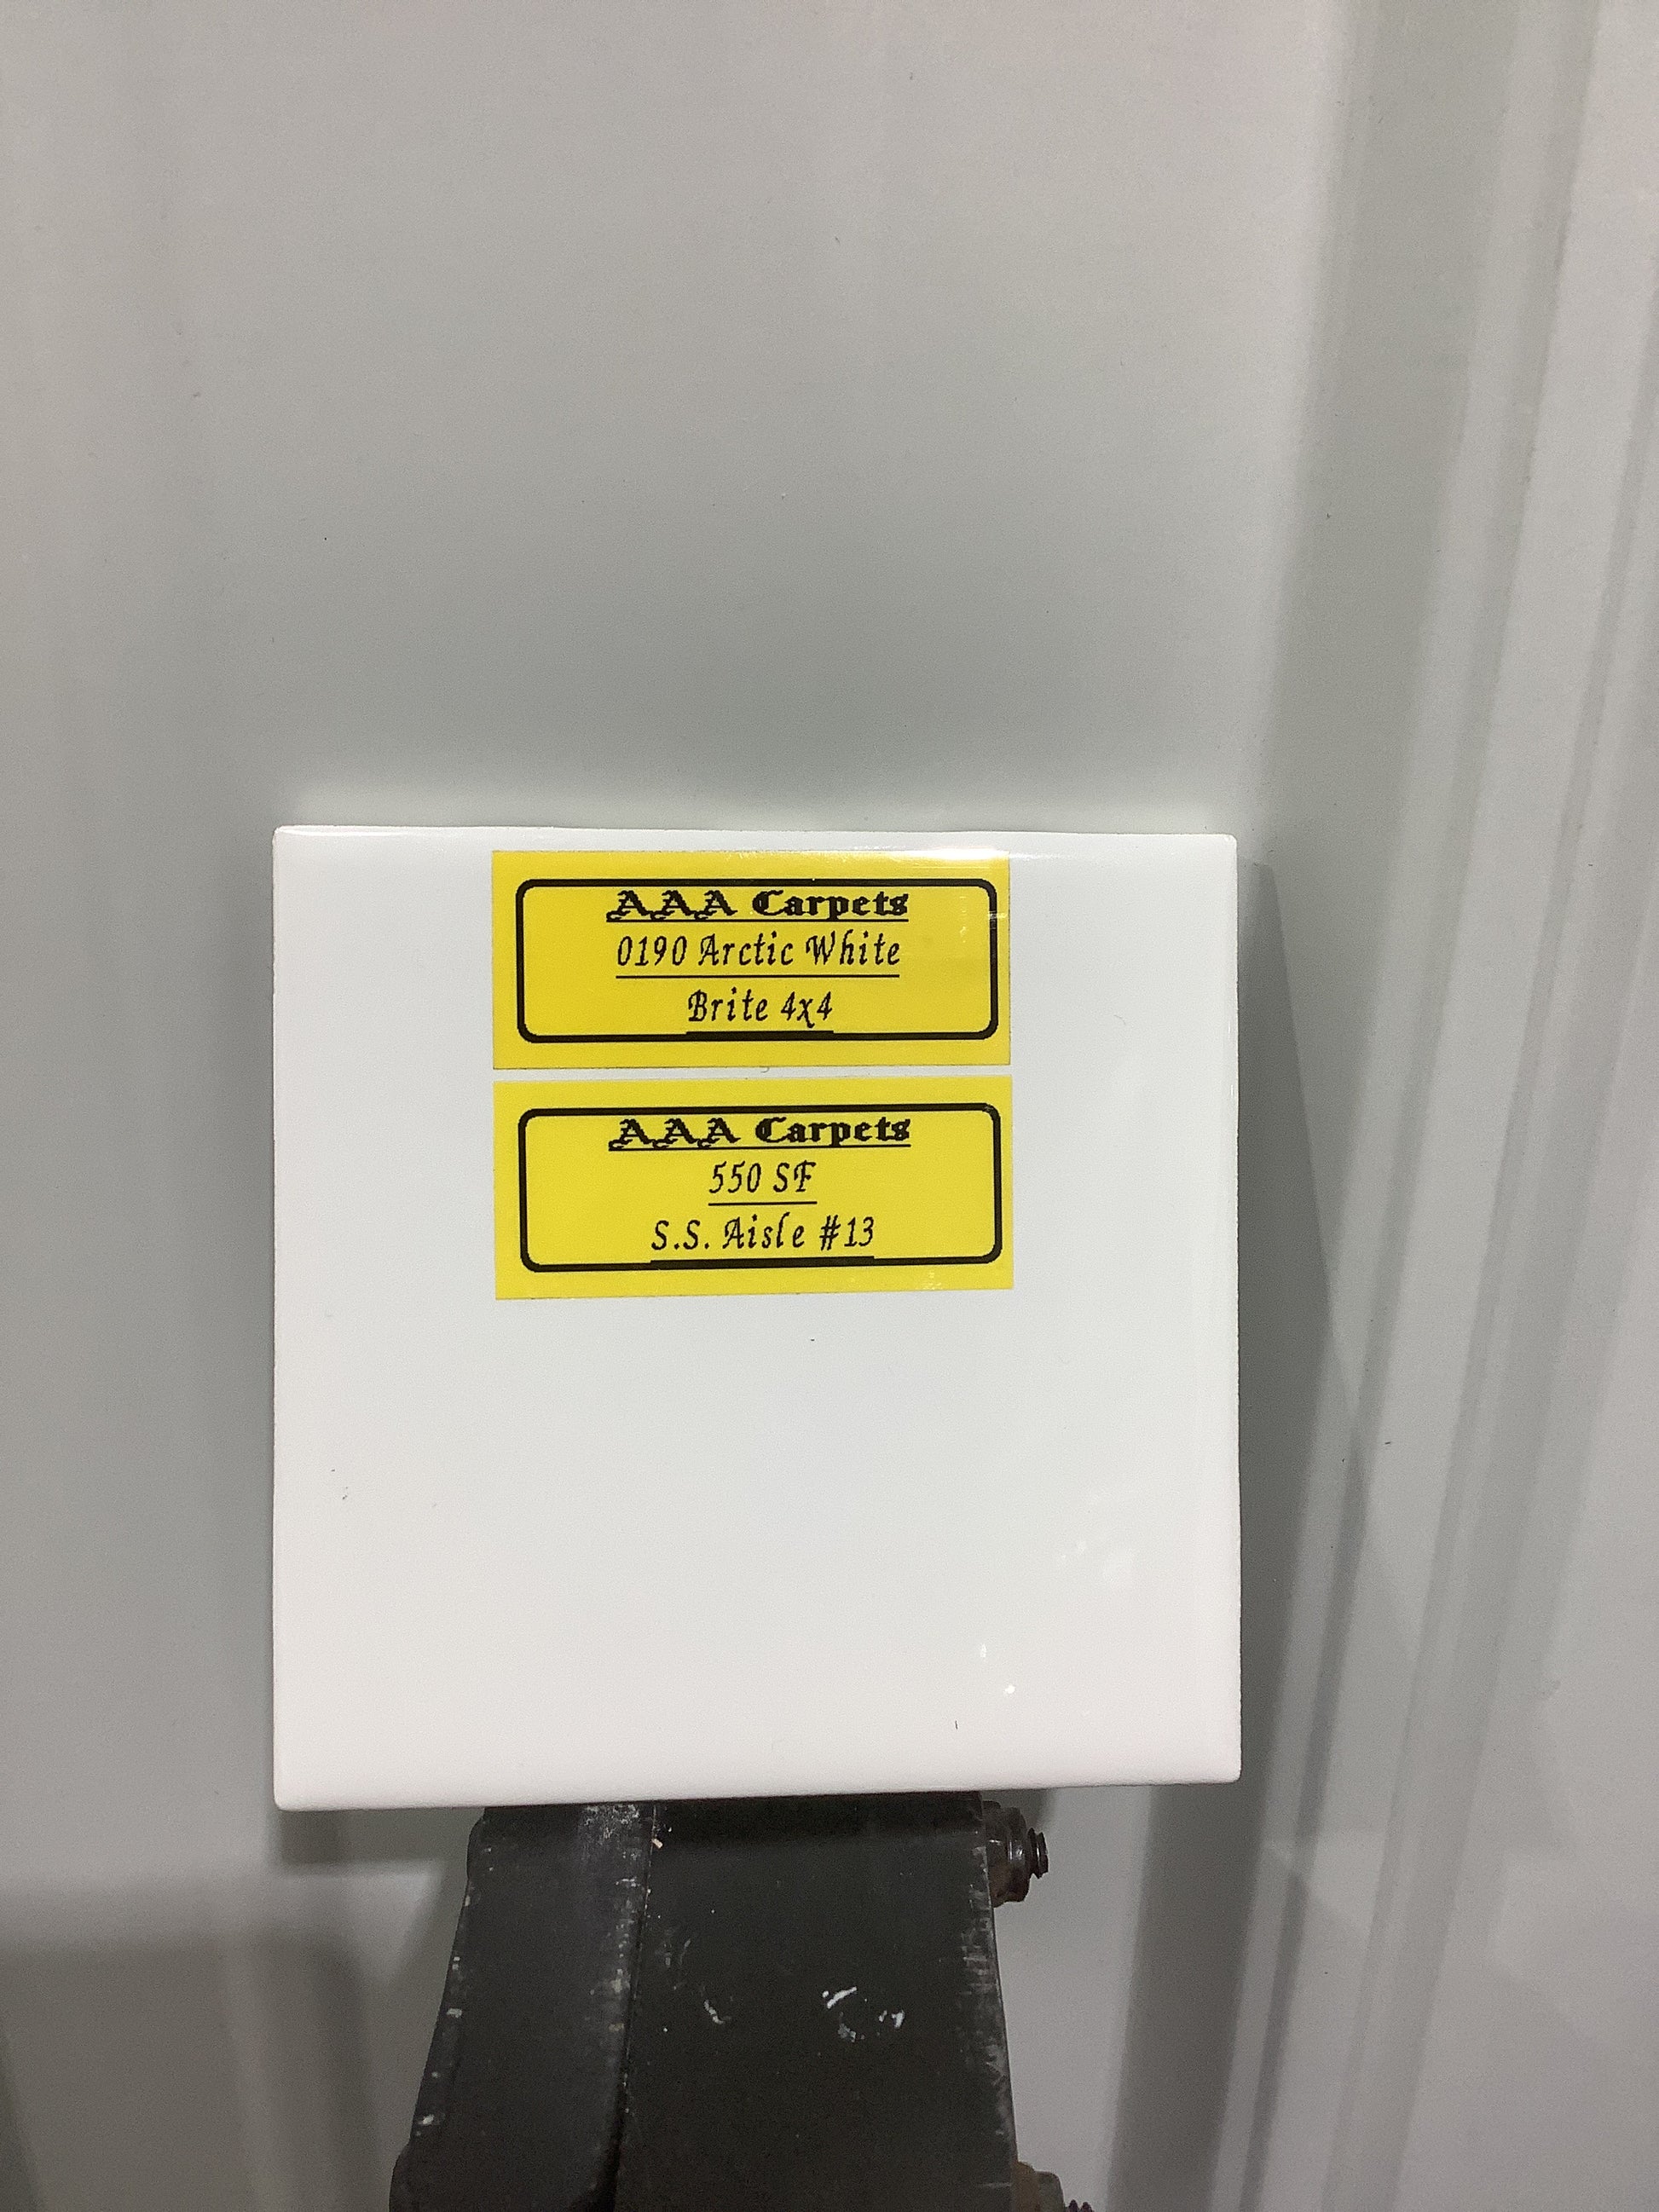 AAA Carpets
0190 Arctic White
Brite 4x4
AAA Carpets
550 SF
S.S. Aisle #13